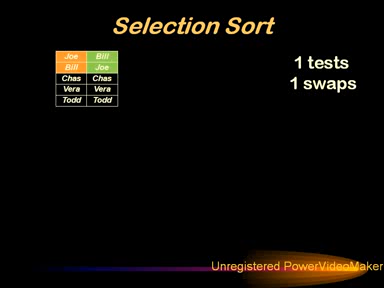 Selection Sort
Joe Bill
Bill Joe
Chas Chas
Vera Vera
Todd Todd
1 tests
1 swaps
Unregistered PowerVideoMaker